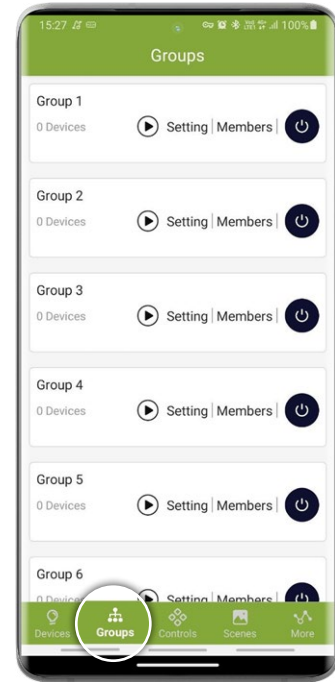 15:27 100%
Groups
Group 1
0 Devices Setting Members
Group 2
0 Devices Setting Members
Group 3
0 Devices Setting Members
Group 4
0 Devices Setting Members
Group 5
0 Devices Setting Members
Group 6
0 Devices Setting Members
Devices Groups Controls Scenes More